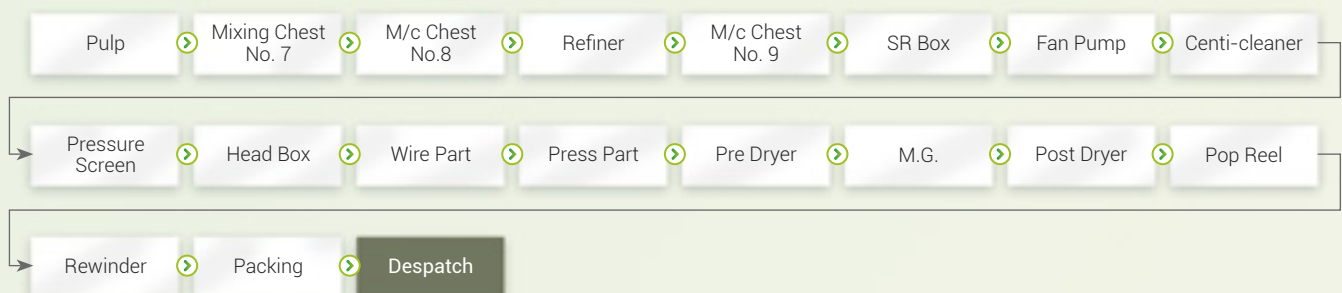 Pulp
Mixing Chest
No. 7
M/c Chest
No.8
Refiner
M/c Chest
No. 9
SR Box
Fan Pump
Centi-cleaner
Pressure
Screen
Head Box
Wire Part
Press Part
Pre Dryer
M.G.
Post Dryer
Pop Reel
Rewinder
Packing
Despatch